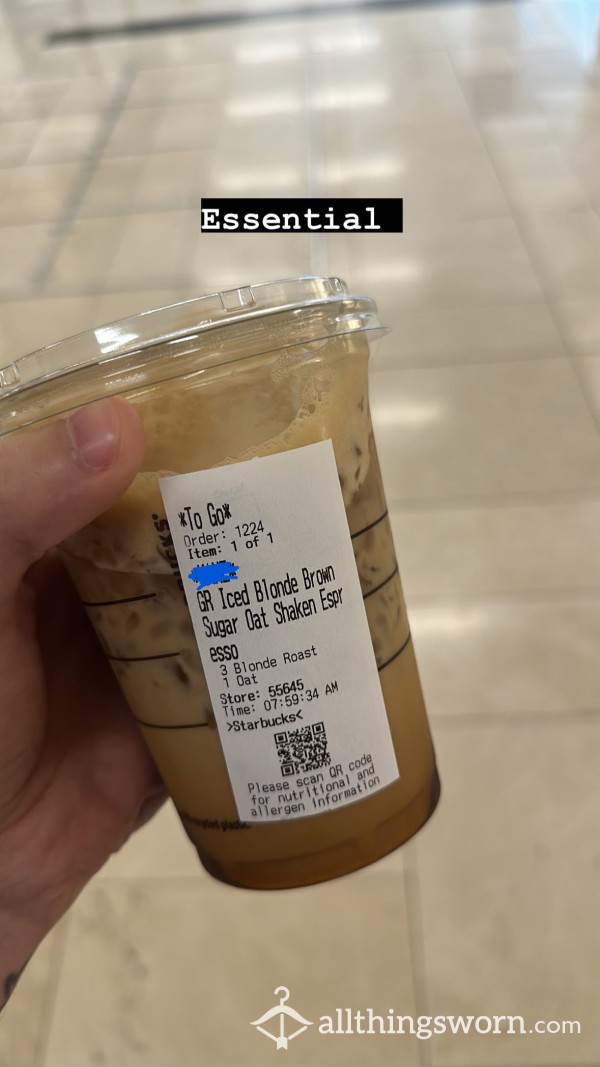 Essential
*To Go*
Order: 1224
Item: 1 of 1
GR Iced Blonde Brown
Sugar Oat Shaken Espr
esso
3 Blonde Roast
1 Oat
Store: 55645
Time: 07:59:34 AM
>Starbucks<
Please scan QR code
for nutritional and
allergen information
allthingsworn.com